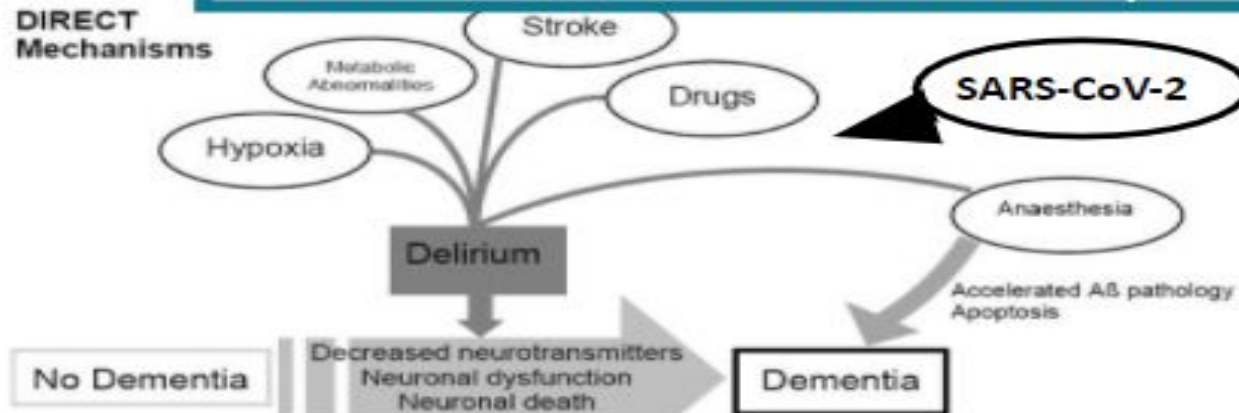 DIRECT
Mechanisms
Stroke
Metabolic
Abnormalities
Drugs
SARS-CoV-2
Hypoxia
Anaesthesia
Delirium
Accelerated Aß pathology
Apoptosis
Decreased neurotransmitters
Neuronal dysfunction
Neuronal death
No Dementia
Dementia